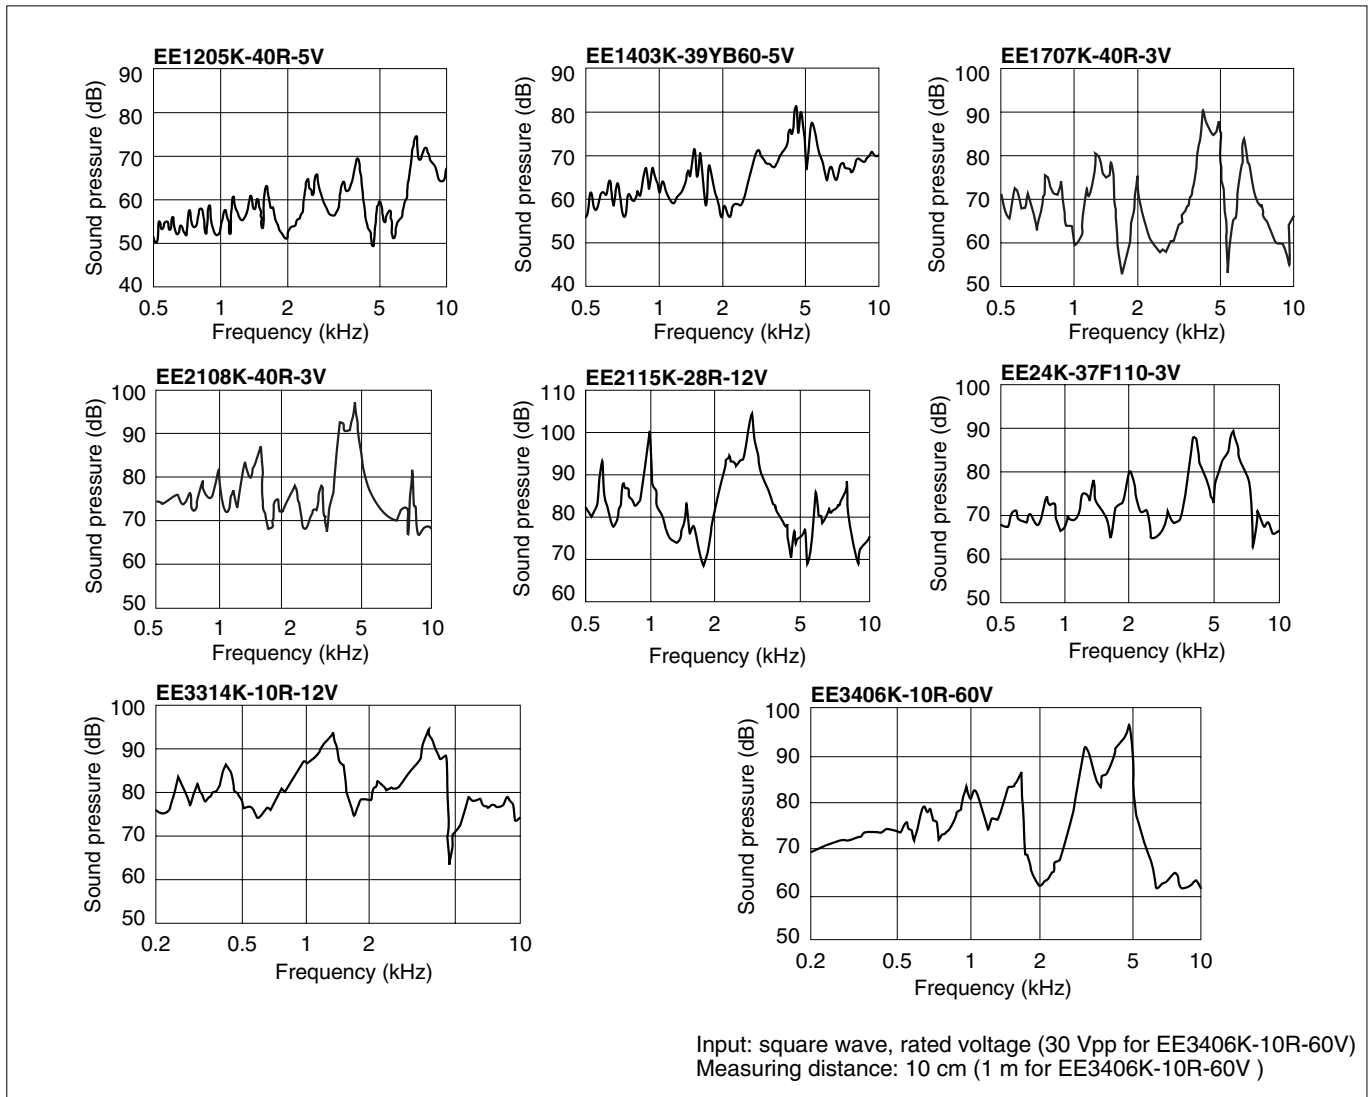 EE1205K-40R-5V
90
80
70
60
50
40
Sound pressure (dB)
0.5 1 2 5 10
Frequency (kHz)
EE1403K-39YB60-5V
90
80
70
60
50
40
Sound pressure (dB)
0.5 1 2 5 10
Frequency (kHz)
EE1707K-40R-3V
100
90
80
70
60
50
Sound pressure (dB)
0.5 1 2 5 10
Frequency (kHz)
EE2108K-40R-3V
100
90
80
70
60
50
Sound pressure (dB)
0.5 1 2 5 10
Frequency (kHz)
EE2115K-28R-12V
110
100
90
80
70
60
Sound pressure (dB)
0.5 1 2 5 10
Frequency (kHz)
EE24K-37F110-3V
100
90
80
70
60
50
Sound pressure (dB)
0.5 1 2 5 10
Frequency (kHz)
EE3314K-10R-12V
100
90
80
70
60
50
Sound pressure (dB)
0.2 0.5 1 2 10
Frequency (kHz)
EE3406K-10R-60V
100
90
80
70
60
50
Sound pressure (dB)
0.2 0.5 1 2 5 10
Frequency (kHz)
Input: square wave, rated voltage (30 Vpp for EE3406K-10R-60V)
Measuring distance: 10 cm (1 m for EE3406K-10R-60V )